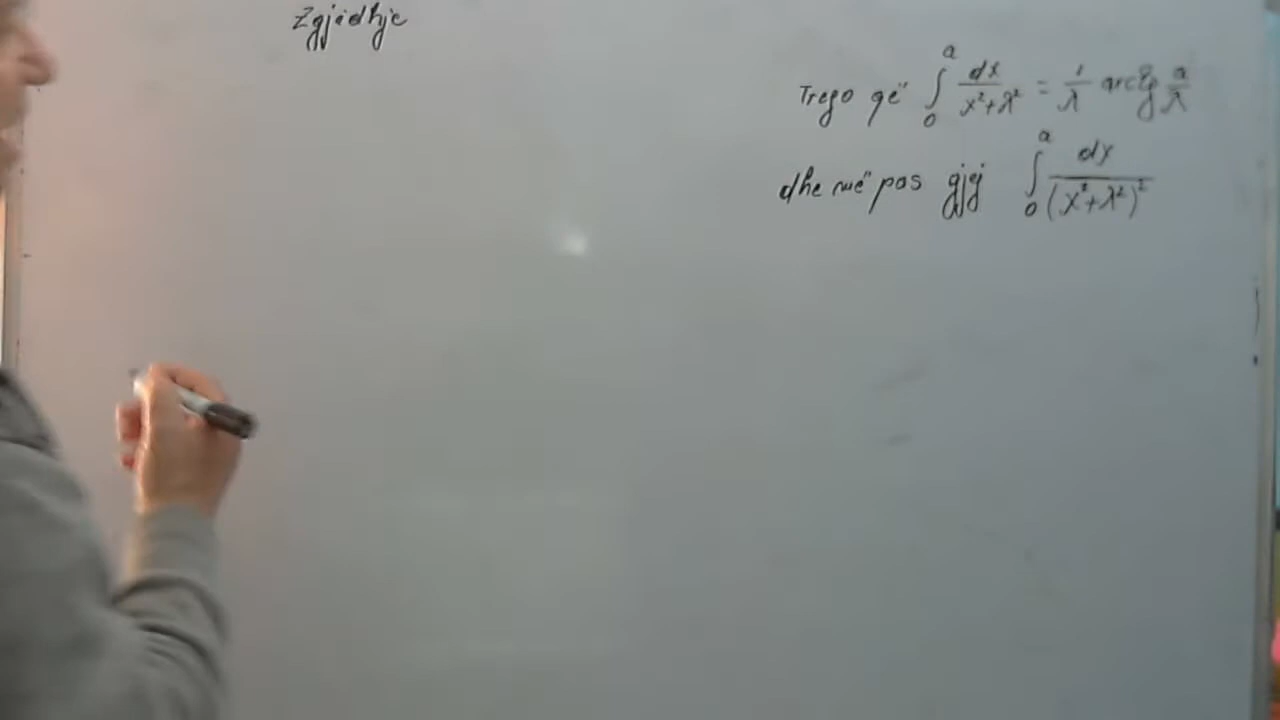 Zgjidhje
Trego që ∫₀ᵃ dx/(x²+λ²) = 1/λ arctg a/λ
dhe më pas gjej ∫₀ᵃ dx/(x²+λ²)²